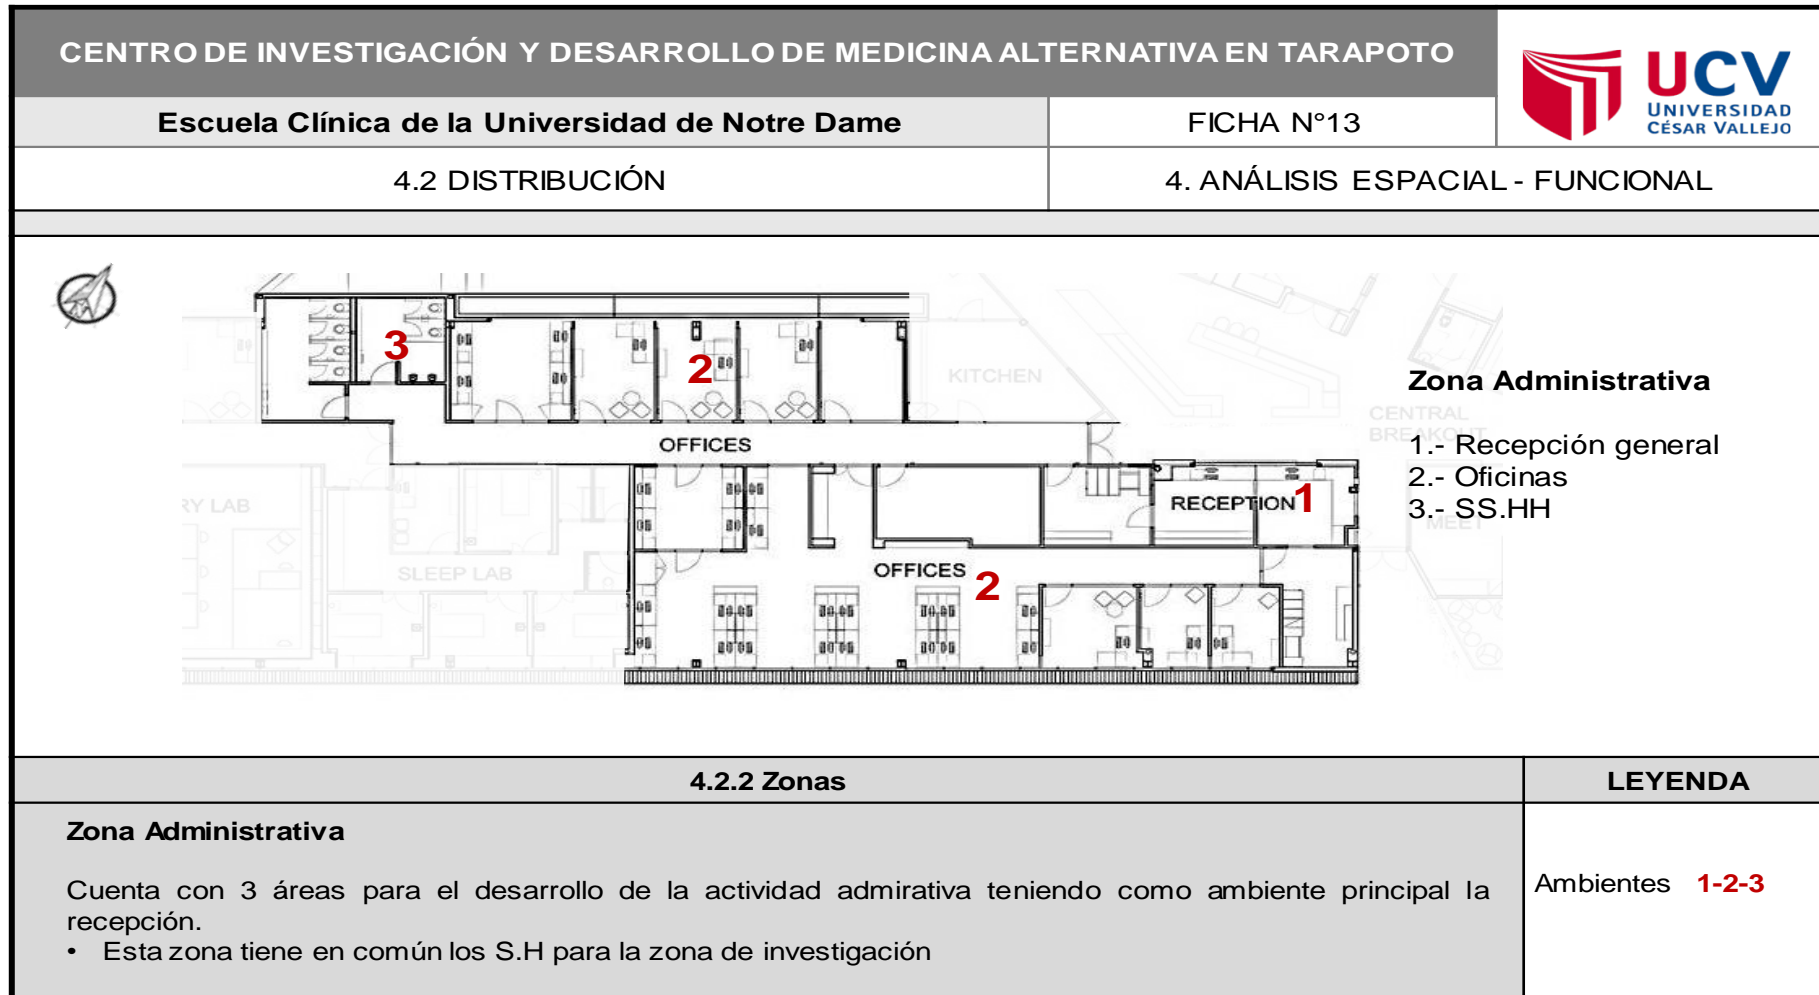 CENTRO DE INVESTIGACIÓN Y DESARROLLO DE MEDICINA ALTERNATIVA EN TARAPOTO
UCV
UNIVERSIDAD
CÉSAR VALLEJO
Escuela Clínica de la Universidad de Notre Dame
FICHA N°13
4.2 DISTRIBUCIÓN
4. ANÁLISIS ESPACIAL - FUNCIONAL
3
2
KITCHEN
OFFICES
CENTRAL
BREAKOUT
RY LAB
RECEPTION
1
MEET
SLEEP LAB
OFFICES
2
Zona Administrativa
1.- Recepción general
2.- Oficinas
3.- SS.HH
4.2.2 Zonas
LEYENDA
Zona Administrativa
Cuenta con 3 áreas para el desarrollo de la actividad admirativa teniendo como ambiente principal la
recepción.
• Esta zona tiene en común los S.H para la zona de investigación
Ambientes 1-2-3